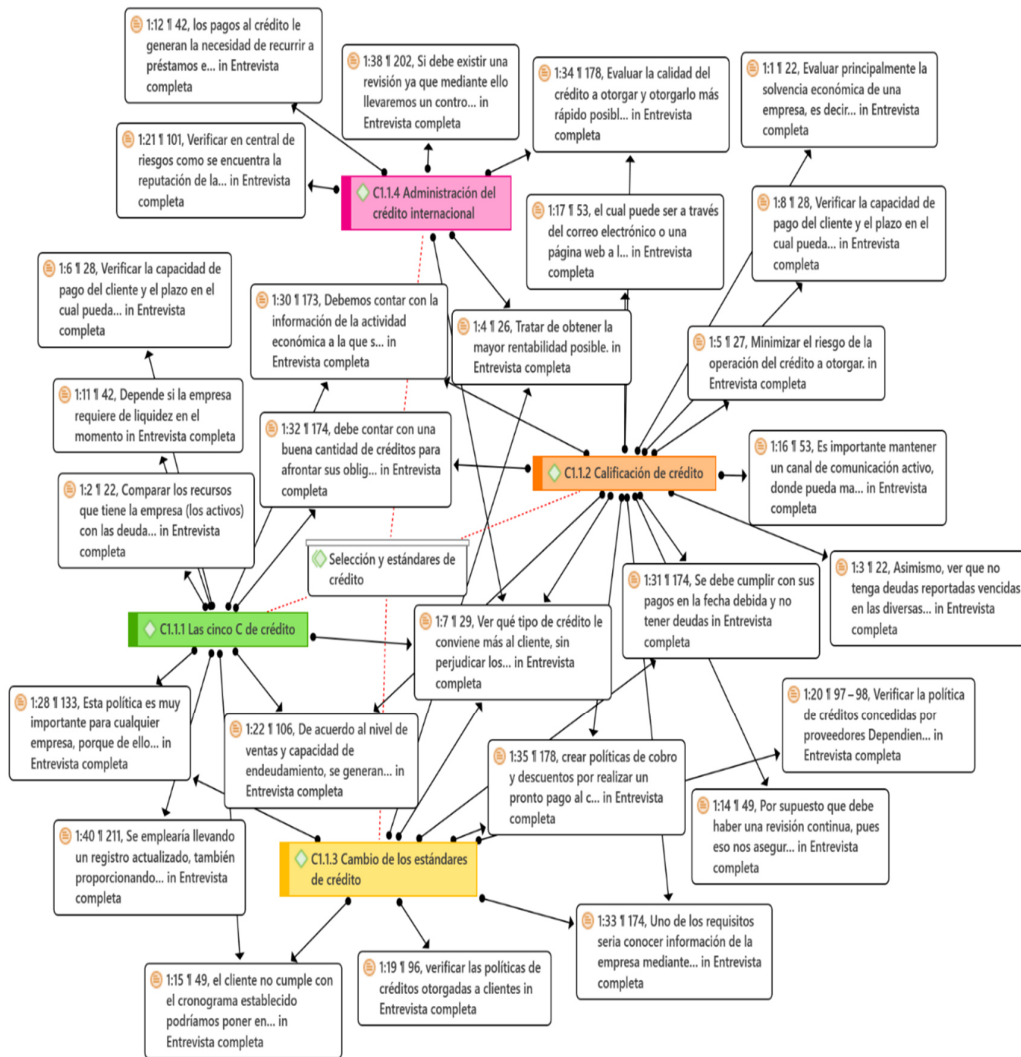 1:12 ¶ 42, los pagos al crédito le
generan la necesidad de recurrir a
préstamos e... in Entrevista
completa
1:38 ¶ 202, Si debe existir una
revisión ya que mediante ello
llevaremos un contro... in
Entrevista completa
1:34 ¶ 178, Evaluar la calidad del
crédito a otorgar y otorgarlo más
rápido posibl... in Entrevista
completa
1:1 ¶ 22, Evaluar principalmente la
solvencia económica de una
empresa, es decir... in Entrevista
completa
1:21 ¶ 101, Verificar en central de
riesgos como se encuentra la
reputación de la... in Entrevista
completa
C1.1.4 Administración del
crédito internacional
1:17 ¶ 53, el cual puede ser a través
del correo electrónico o una
página web a l... in Entrevista
completa
1:8 ¶ 28, Verificar la capacidad de
pago del cliente y el plazo en el
cual pueda... in Entrevista
completa
1:6 ¶ 28, Verificar la capacidad de
pago del cliente y el plazo en el
cual pueda... in Entrevista
completa
1:30 ¶ 173, Debemos contar con la
información de la actividad
económica a la que s... in
Entrevista completa
1:4 ¶ 26, Tratar de obtener la
mayor rentabilidad posible. in
Entrevista completa
1:5 ¶ 27, Minimizar el riesgo de la
operación del crédito a otorgar. in
Entrevista completa
1:11 ¶ 42, Depende si la empresa
requiere de liquidez en el
momento in Entrevista completa
1:32 ¶ 174, debe contar con una
buena cantidad de créditos para
afrontar sus oblig... in Entrevista
completa
C1.1.2 Calificación de crédito
1:16 ¶ 53, Es importante mantener
un canal de comunicación activo,
donde pueda ma... in Entrevista
completa
1:2 ¶ 22, Comparar los recursos
que tiene la empresa (los activos)
con las deuda... in Entrevista
completa
Selección y estándares de
crédito
1:31 ¶ 174, Se debe cumplir con sus
pagos en la fecha debida y no
tener deudas in Entrevista
completa
1:3 ¶ 22, Asimismo, ver que no
tenga deudas reportadas vencidas
en las diversas... in Entrevista
completa
C1.1.1 Las cinco C de crédito
1:7 ¶ 29, Ver qué tipo de crédito le
conviene más al cliente, sin
perjudicar los... in Entrevista
completa
1:28 ¶ 133, Esta política es muy
importante para cualquier
empresa, porque de ello... in
Entrevista completa
1:22 ¶ 106, De acuerdo al nivel de
ventas y capacidad de
endeudamiento, se generan... in
Entrevista completa
1:20 ¶ 97 – 98, Verificar la política
de créditos concedidas por
proveedores Dependien... in
Entrevista completa
1:35 ¶ 178, crear políticas de cobro
y descuentos por realizar un
pronto pago al c... in Entrevista
completa
1:14 ¶ 49, Por supuesto que debe
haber una revisión continua, pues
eso nos asegur... in Entrevista
completa
1:40 ¶ 211, Se emplearía llevando
un registro actualizado, también
proporcionando... in Entrevista
completa
C1.1.3 Cambio de los estándares
de crédito
1:33 ¶ 174, Uno de los requisitos
seria conocer información de la
empresa mediante... in Entrevista
completa
1:15 ¶ 49, el cliente no cumple con
el cronograma establecido
podríamos poner en... in
Entrevista completa
1:19 ¶ 96, verificar las políticas de
créditos otorgadas a clientes in
Entrevista completa